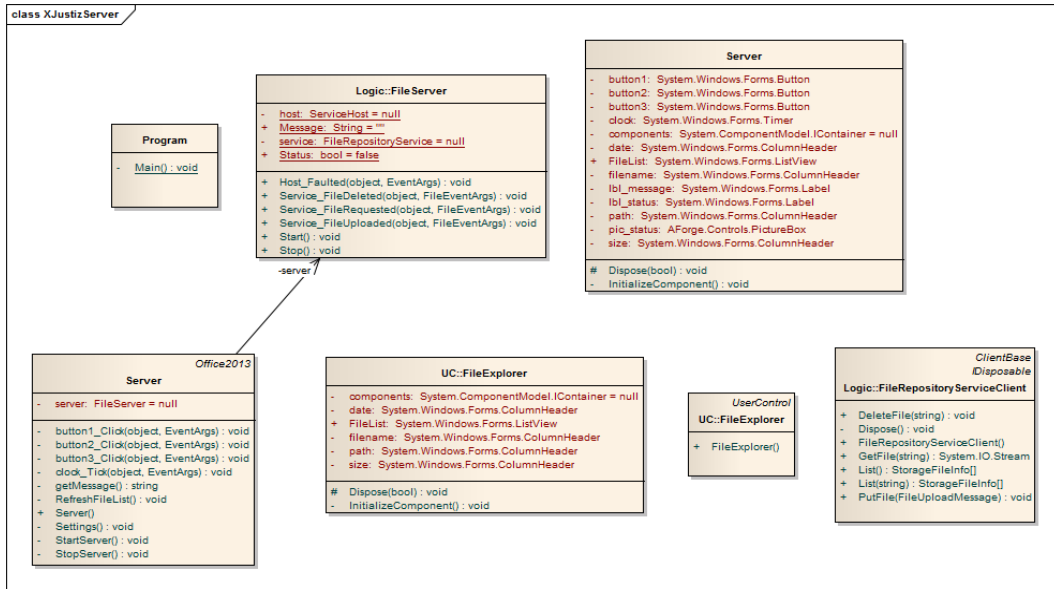 class XJustizServer
Program
- Main() : void
Logic::FileServer
- host: ServiceHost = null
+ Message: String = ""
- service: FileRepositoryService = null
+ Status: bool = false
+ Host_Faulted(object, EventArgs) : void
+ Service_FileDeleted(object, FileEventArgs) : void
+ Service_FileRequested(object, FileEventArgs) : void
+ Service_FileUploaded(object, FileEventArgs) : void
+ Start() : void
+ Stop() : void
-server
Server
- button1: System.Windows.Forms.Button
- button2: System.Windows.Forms.Button
- button3: System.Windows.Forms.Button
- clock: System.Windows.Forms.Timer
- components: System.ComponentModel.IContainer = null
- date: System.Windows.Forms.ColumnHeader
+ FileList: System.Windows.Forms.ListView
- filename: System.Windows.Forms.ColumnHeader
- lbl_message: System.Windows.Forms.Label
- lbl_status: System.Windows.Forms.Label
- path: System.Windows.Forms.ColumnHeader
- pic_status: AForge.Controls.PictureBox
- size: System.Windows.Forms.ColumnHeader
# Dispose(bool) : void
- InitializeComponent() : void
Office2013
Server
- server: FileServer = null
- button1_Click(object, EventArgs) : void
- button2_Click(object, EventArgs) : void
- button3_Click(object, EventArgs) : void
- clock_Tick(object, EventArgs) : void
- getMessage() : string
- RefreshFileList() : void
+ Server()
- Settings() : void
- StartServer() : void
- StopServer() : void
UC::FileExplorer
- components: System.ComponentModel.IContainer = null
- date: System.Windows.Forms.ColumnHeader
+ FileList: System.Windows.Forms.ListView
- filename: System.Windows.Forms.ColumnHeader
- path: System.Windows.Forms.ColumnHeader
- size: System.Windows.Forms.ColumnHeader
# Dispose(bool) : void
- InitializeComponent() : void
UserControl
UC::FileExplorer
+ FileExplorer()
ClientBase
IDisposable
Logic::FileRepositoryServiceClient
+ DeleteFile(string) : void
- Dispose() : void
+ FileRepositoryServiceClient()
+ GetFile(string) : System.IO.Stream
+ List() : StorageFileInfo[]
+ List(string) : StorageFileInfo[]
+ PutFile(FileUploadMessage) : void